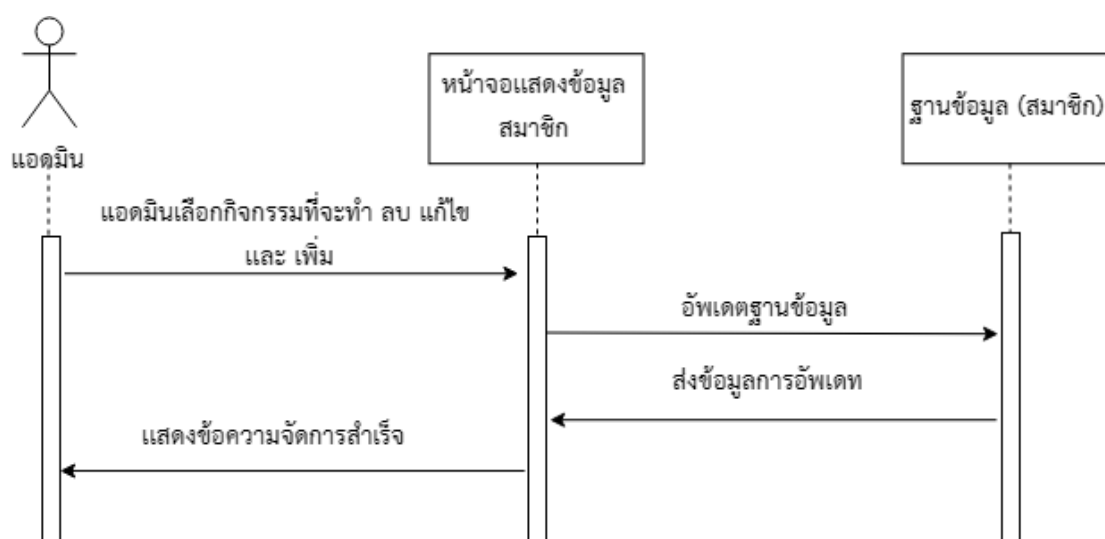 หน้าจอแสดงข้อมูล
สมาชิก
ฐานข้อมูล (สมาชิก)
แอดมิน
แอดมินเลือกกิจกรรมที่จะทำ ลบ แก้ไข
และ เพิ่ม
อัพเดตฐานข้อมูล
ส่งข้อมูลการอัพเดท
แสดงข้อความจัดการสำเร็จ